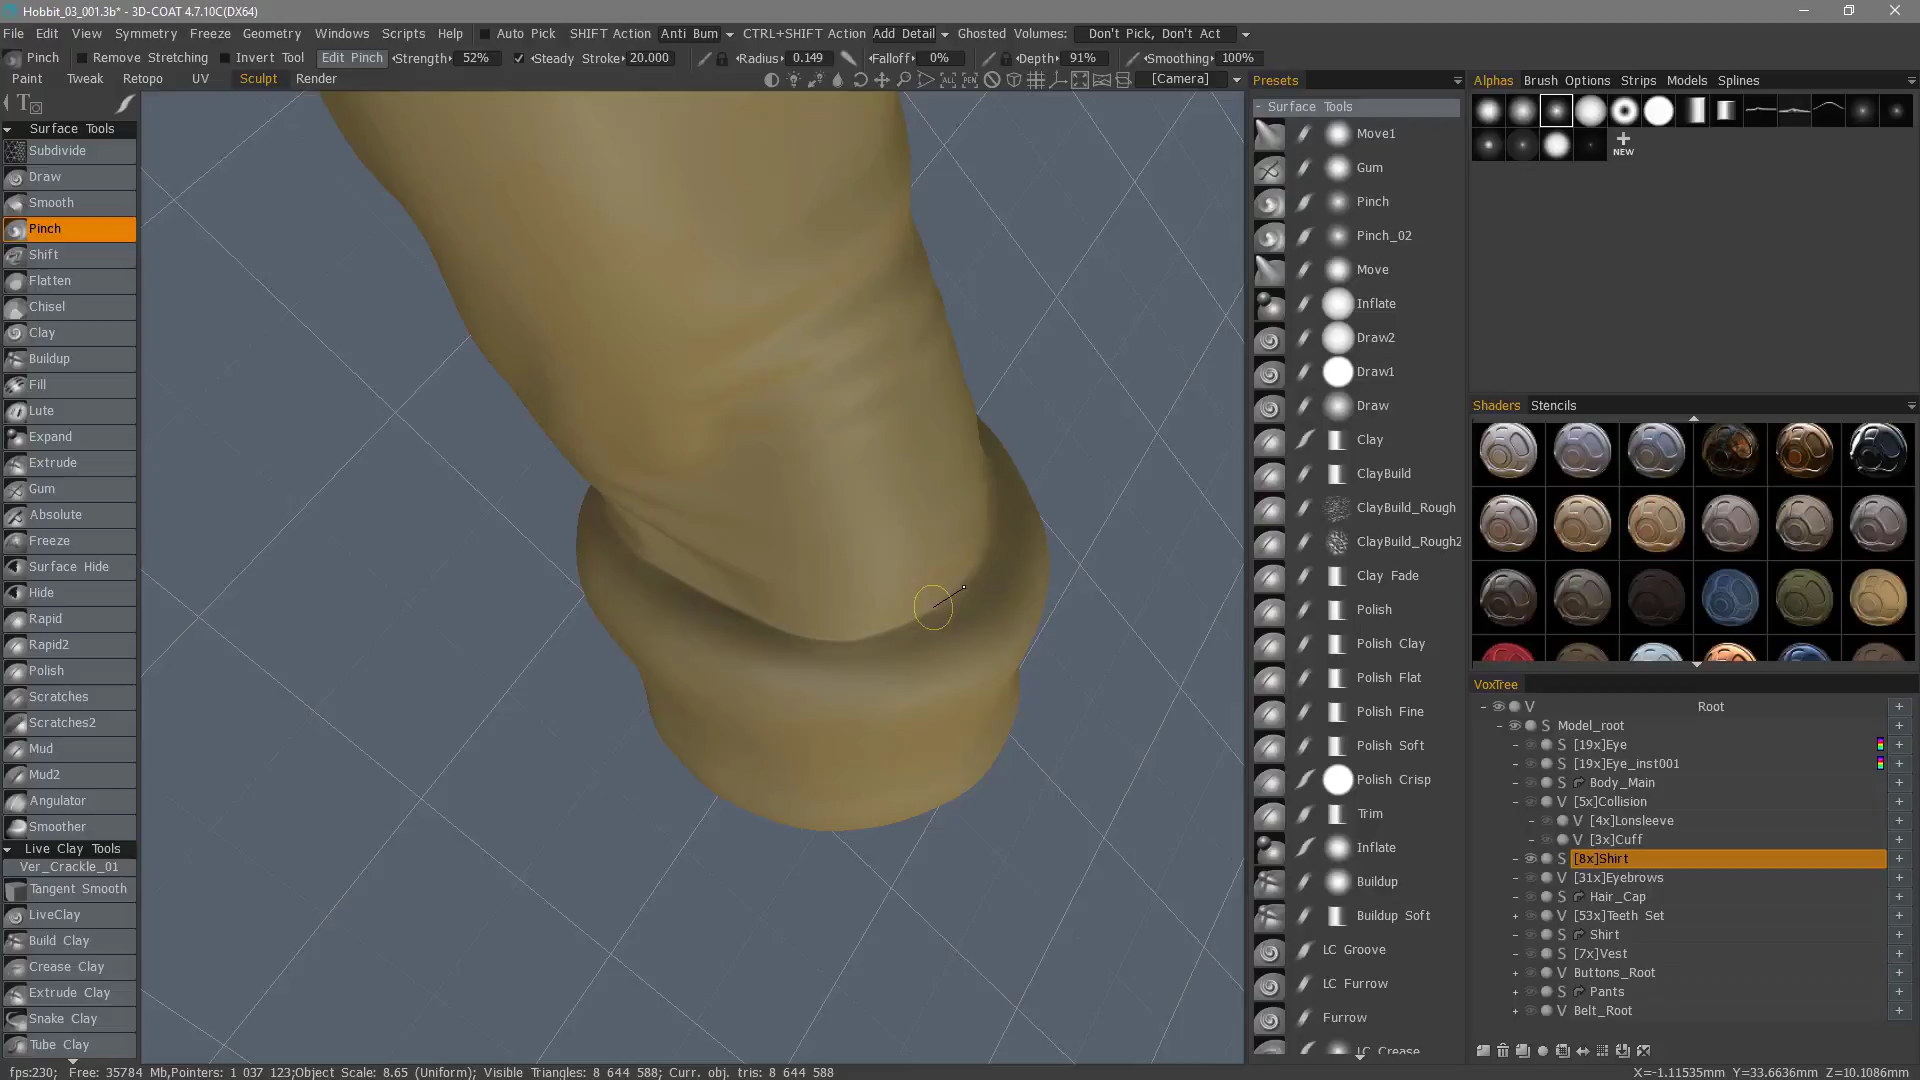 Hobbit_03_001.3b* - 3D-COAT 4.7.10C(DX64)
File Edit View Symmetry Freeze Geometry Windows Scripts Help Auto Pick SHIFT Action Anti Bum CTRL+SHIFT Action Add Detail Ghosted Volumes: Don't Pick, Don't Act
Pinch Remove Stretching Invert Tool Edit Pinch Strength: 52% Steady Stroke: 20.000 Radius: 0.149 Falloff: 0% Depth: 91% Smoothing: 100%
Paint Tweak Retopo UV Sculpt Render [Camera]
Surface Tools
Subdivide
Draw
Smooth
Pinch
Shift
Flatten
Chisel
Clay
Buildup
Fill
Lute
Expand
Extrude
Gum
Absolute
Freeze
Surface Hide
Hide
Rapid
Rapid2
Polish
Scratches
Scratches2
Mud
Mud2
Angulator
Smoother
Live Clay Tools
Ver_Crackle_01
Tangent Smooth
LiveClay
Build Clay
Crease Clay
Extrude Clay
Snake Clay
Tube Clay
Presets
- Surface Tools
Move1
Gum
Pinch
Pinch_02
Move
Inflate
Draw2
Draw1
Draw
Clay
ClayBuild
ClayBuild_Rough
ClayBuild_Rough2
Clay Fade
Polish
Polish Clay
Polish Flat
Polish Fine
Polish Soft
Polish Crisp
Trim
Inflate
Buildup
Buildup Soft
LC Groove
LC Furrow
Furrow
LC Crease
Alphas Brush Options Strips Models Splines
NEW
Shaders Stencils
VoxTree
- V Root +
- S Model_root +
- S [19x]Eye +
- S [19x]Eye_inst001 +
- S Body_Main +
- V [5x]Collision +
- V [4x]Lonsleeve +
- V [3x]Cuff +
- S [8x]Shirt +
- V [31x]Eyebrows +
- S Hair_Cap +
+ V [53x]Teeth Set +
- S Shirt +
- S [7x]Vest +
+ V Buttons_Root +
+ S Pants +
+ V Belt_Root +
fps:230; Free: 35784 Mb,Pointers: 1 037 123;Object Scale: 8.65 (Uniform); Visible Triangles: 8 644 588; Curr. obj. tris: 8 644 588 X=-1.11535mm Y=33.6636mm Z=10.1086mm